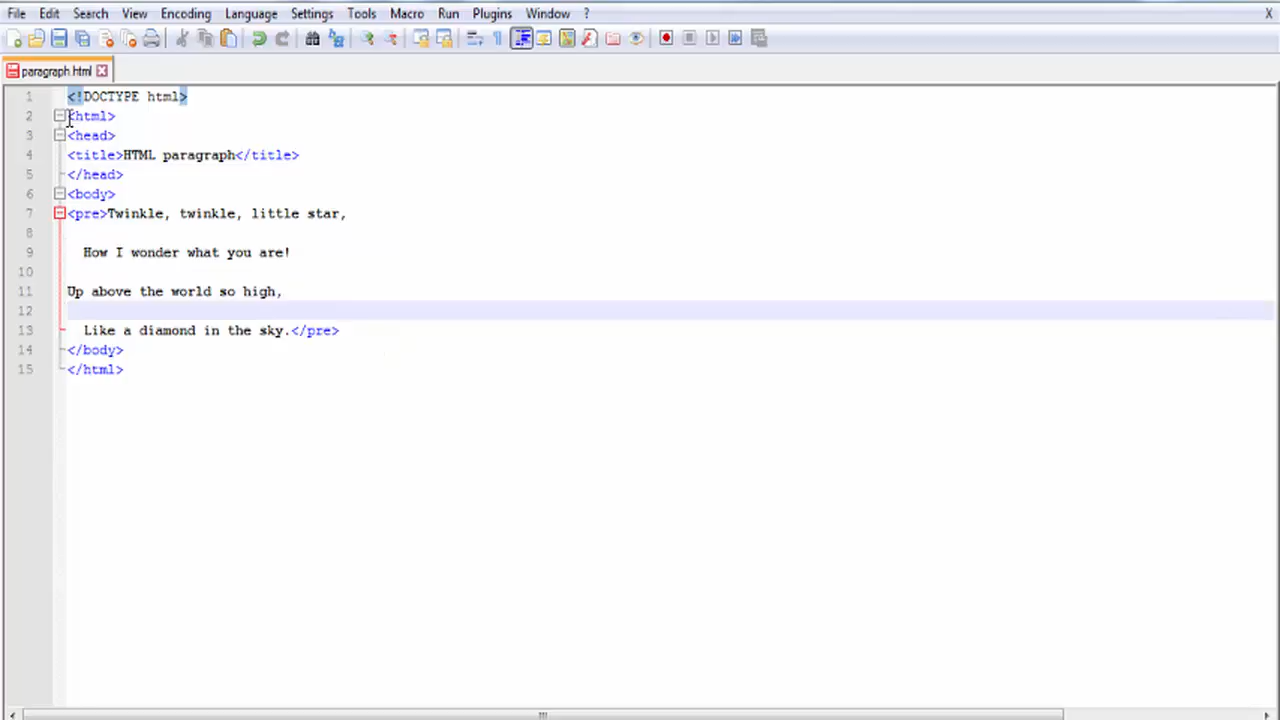 File Edit Search View Encoding Language Settings Tools Macro Run Plugins Window ? X
paragraph.html
1 <!DOCTYPE html>
2 <html>
3 <head>
4 <title>HTML paragraph</title>
5 </head>
6 <body>
7 <pre>Twinkle, twinkle, little star,
8
9   How I wonder what you are!
10
11 Up above the world so high,
12
13   Like a diamond in the sky.</pre>
14 </body>
15 </html>